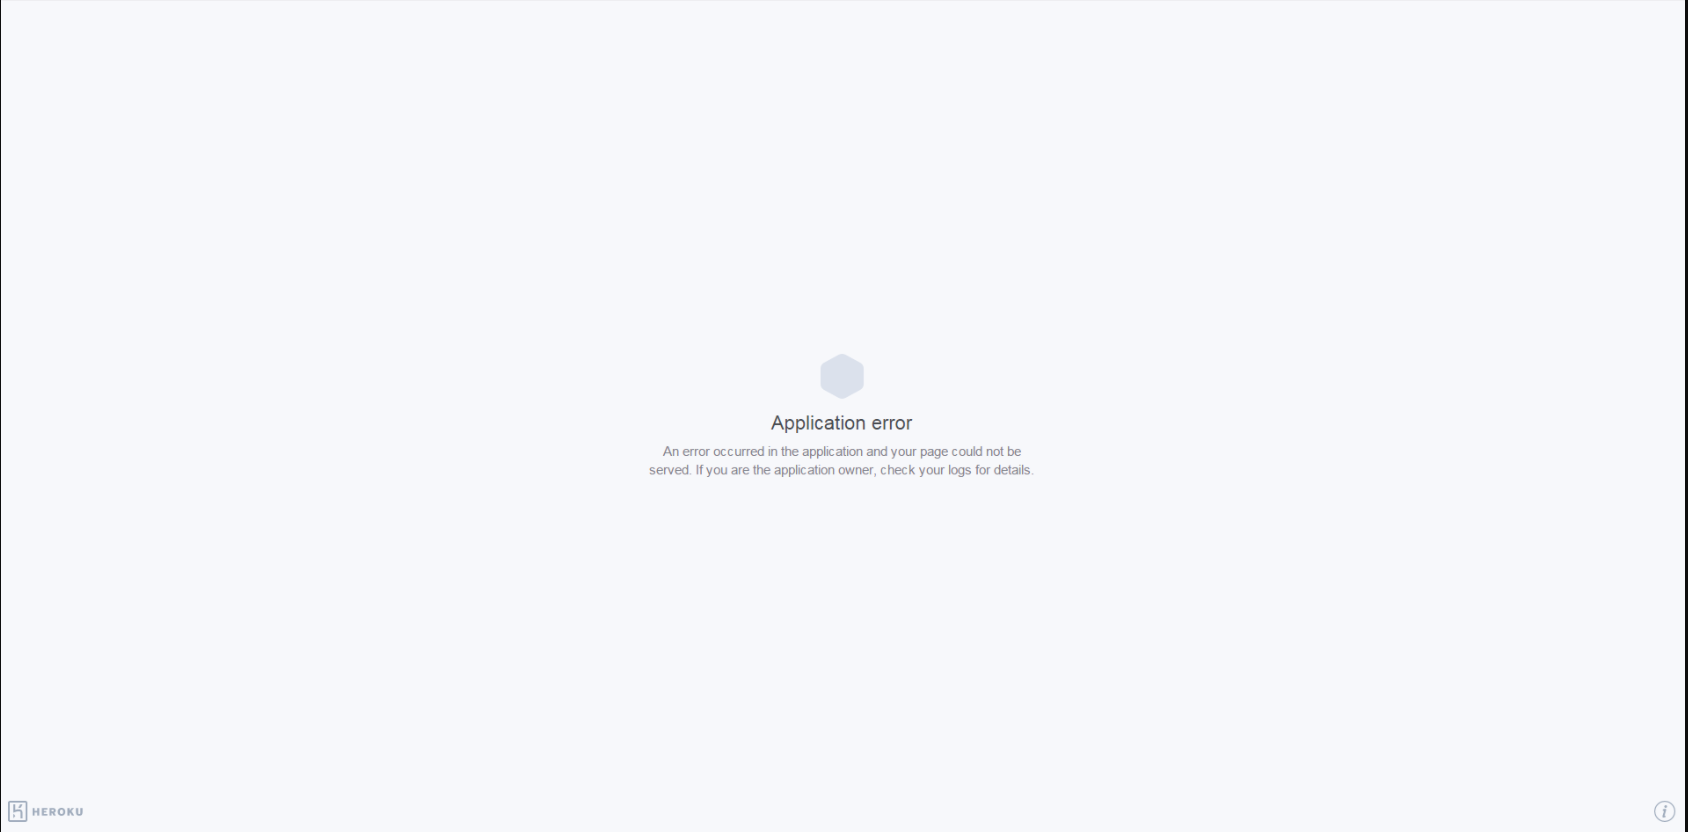 Application error
An error occurred in the application and your page could not be
served. If you are the application owner, check your logs for details.
HEROKU
i